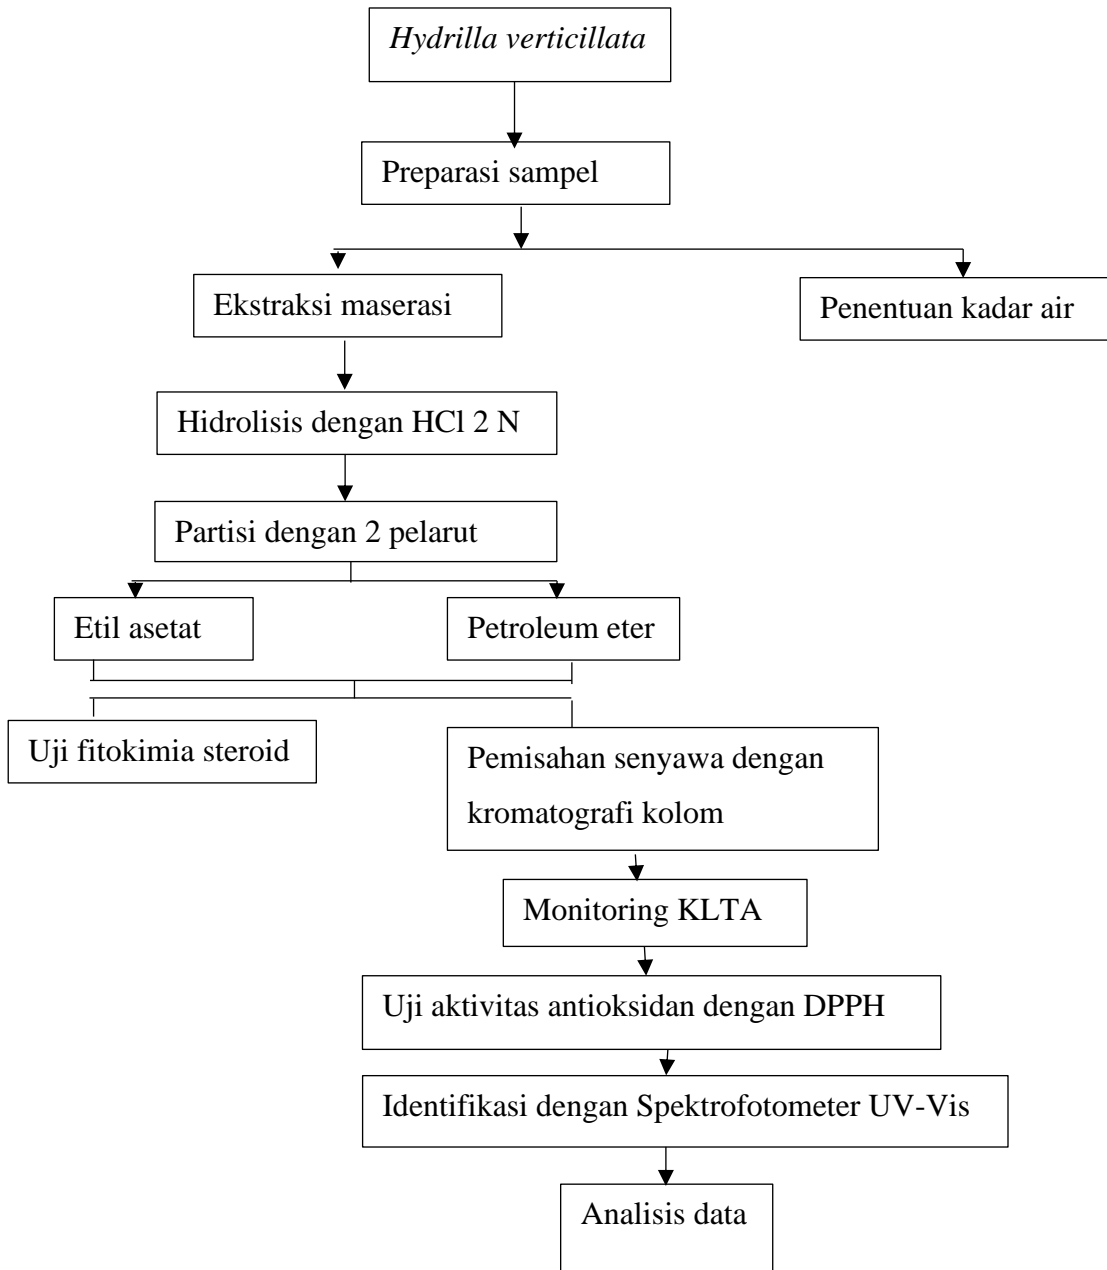 Hydrilla verticillata
Preparasi sampel
Ekstraksi maserasi
Penentuan kadar air
Hidrolisis dengan HCl 2 N
Partisi dengan 2 pelarut
Etil asetat
Petroleum eter
Uji fitokimia steroid
Pemisahan senyawa dengan
kromatografi kolom
Monitoring KLTA
Uji aktivitas antioksidan dengan DPPH
Identifikasi dengan Spektrofotometer UV-Vis
Analisis data